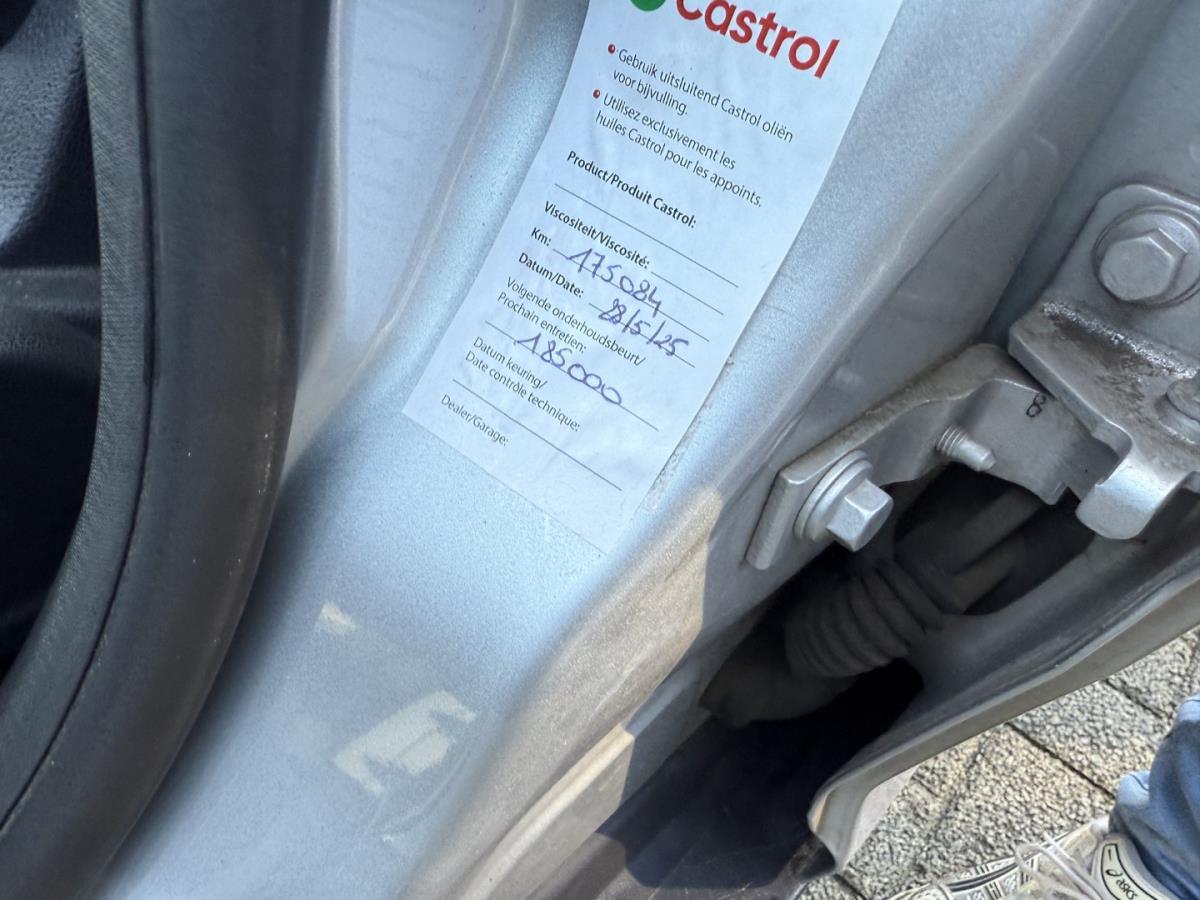 Castrol
Gebruik uitsluitend Castrol oliën
voor bijvulling.
Utilisez exclusivement les
huiles Castrol pour les appoints.
Product/Produit Castrol:
Viscositeit/Viscosité:
Km: 175084
Datum/Date: 28/5/25
Volgende onderhoudsbeurt/
Prochain entretien:
185000
Datum keuring/
Date contrôle technique:
Dealer/Garage:
B
asics